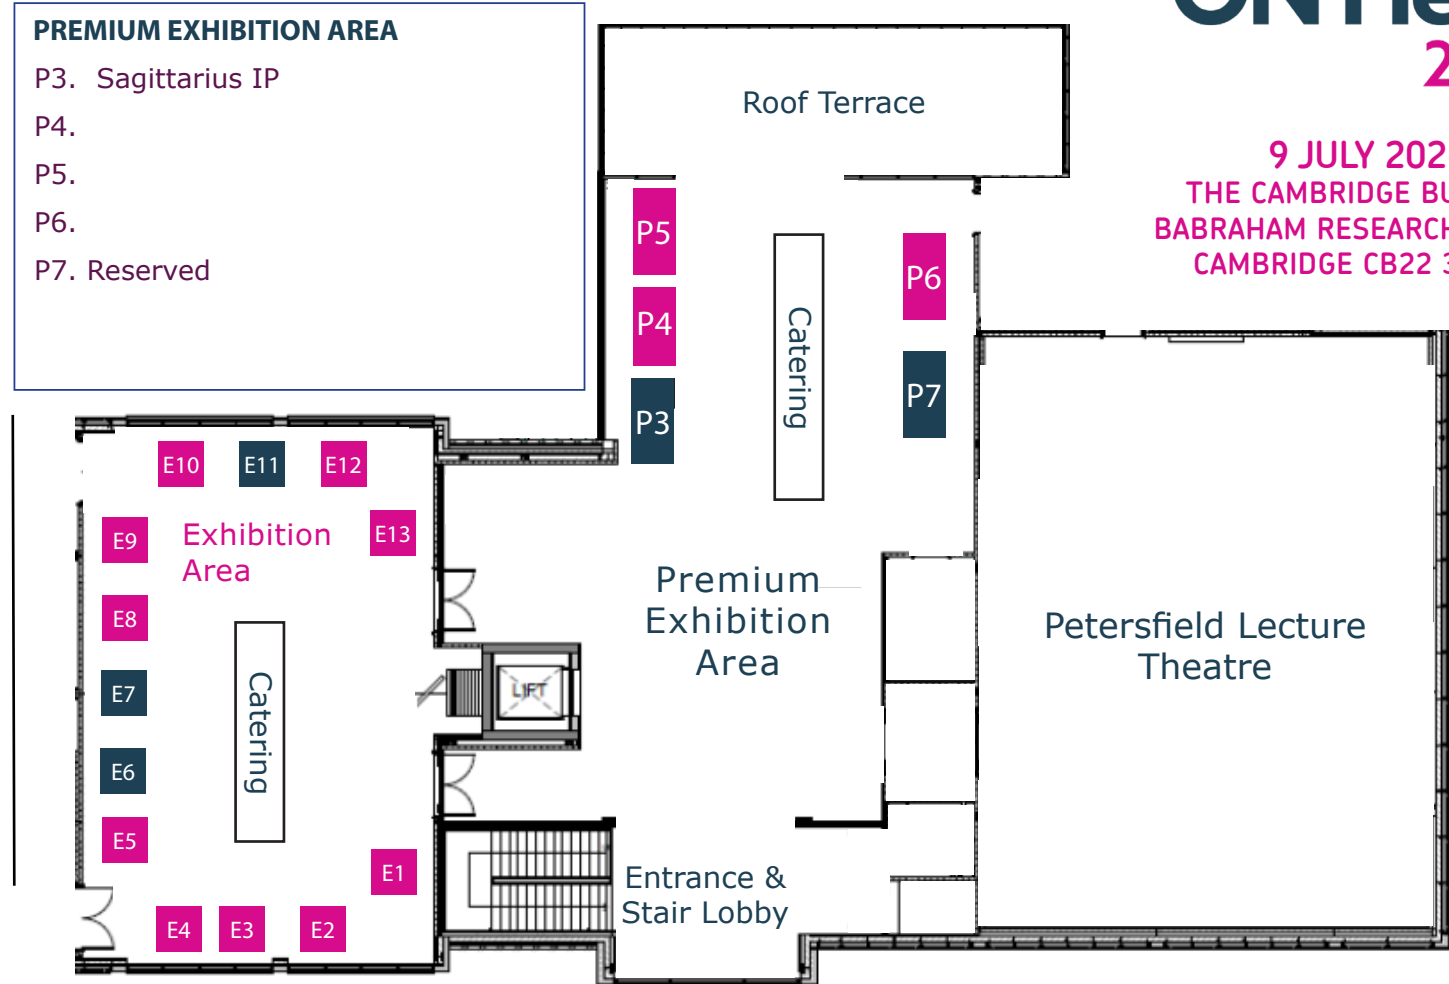 PREMIUM EXHIBITION AREA
P3. Sagittarius IP
P4.
P5.
P6.
P7. Reserved
2
9 JULY 202
THE CAMBRIDGE BU
BABRAHAM RESEARCH
CAMBRIDGE CB22 3
Roof Terrace
P5
P4
P3
Catering
P6
P7
E10
E11
E12
E9
Exhibition
Area
E13
E8
E7
E6
E5
Catering
E1
E4
E3
E2
LIFT
Premium
Exhibition
Area
Petersfield Lecture
Theatre
Entrance &
Stair Lobby